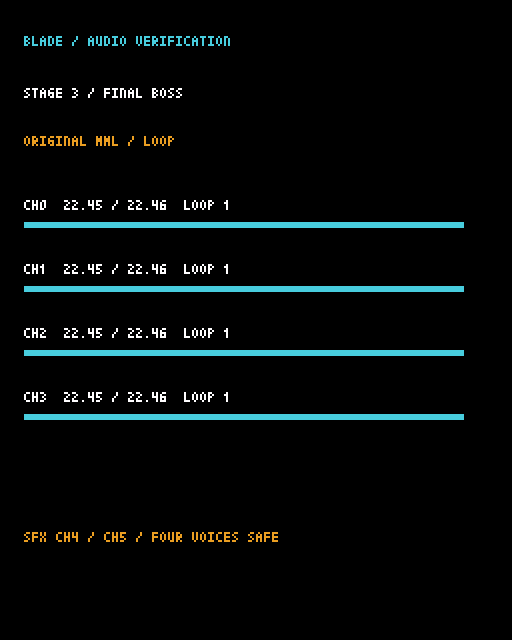 BLADE / AUDIO VERIFICATION
STAGE 3 / FINAL BOSS
ORIGINAL MML / LOOP
CH0  22.45 / 22.46  LOOP 1
CH1  22.45 / 22.46  LOOP 1
CH2  22.45 / 22.46  LOOP 1
CH3  22.45 / 22.46  LOOP 1
SFX CH4 / CH5 / FOUR VOICES SAFE